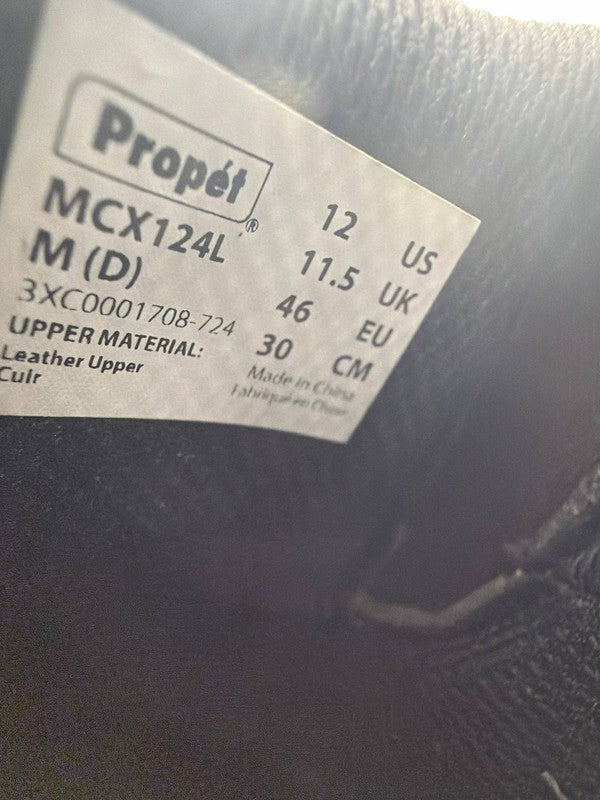 Propét®
MCX124L
M (D)
3XC0001708-724
UPPER MATERIAL:
Leather Upper
Cuir
12 US
11.5 UK
46 EU
30 CM
Made in China
Fabriqué en Chine